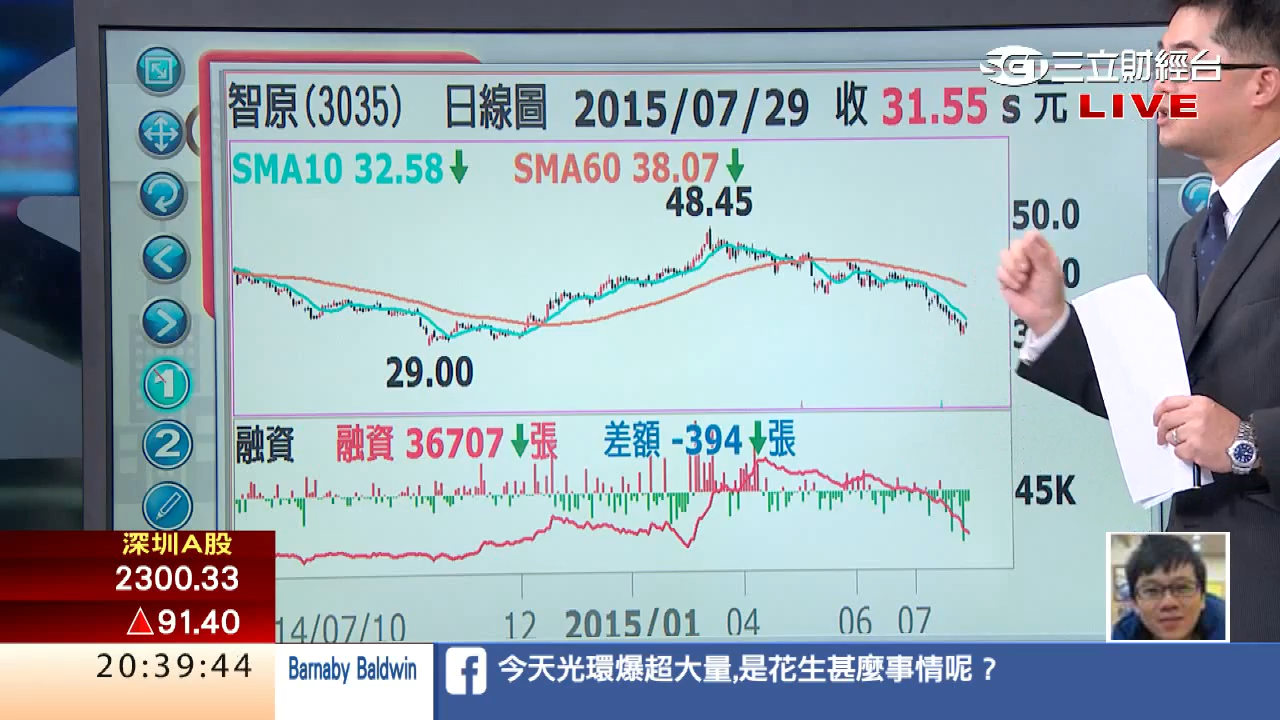 三立財經台
LIVE
智原(3035) 日線圖 2015/07/29 收 31.55 s 元
SMA10 32.58↓ SMA60 38.07↓
48.45
50.0
29.00
融資 融資 36707↓張 差額 -394↓張
45K
14/07/10 12 2015/01 04 06 07
1
2
深圳A股
2300.33
△91.40
20:39:44 Barnaby Baldwin 今天光環爆超大量,是花生甚麼事情呢？